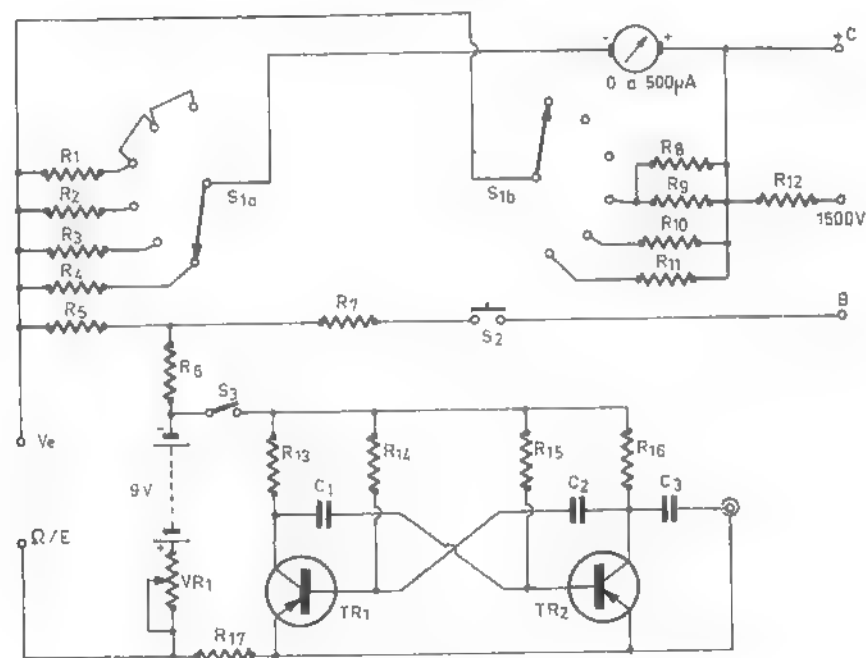 + C
- +
0 a 500µA
R1
R2
R3
R4
R5
S1a
S1b
R8
R9
R10
R11
R12
1500V
R7
S2
B
R6
S3
Ve
-
9V
+
VR1
Ω/E
R13
R14
R15
R16
C1
C2
C3
TR1
TR2
R17